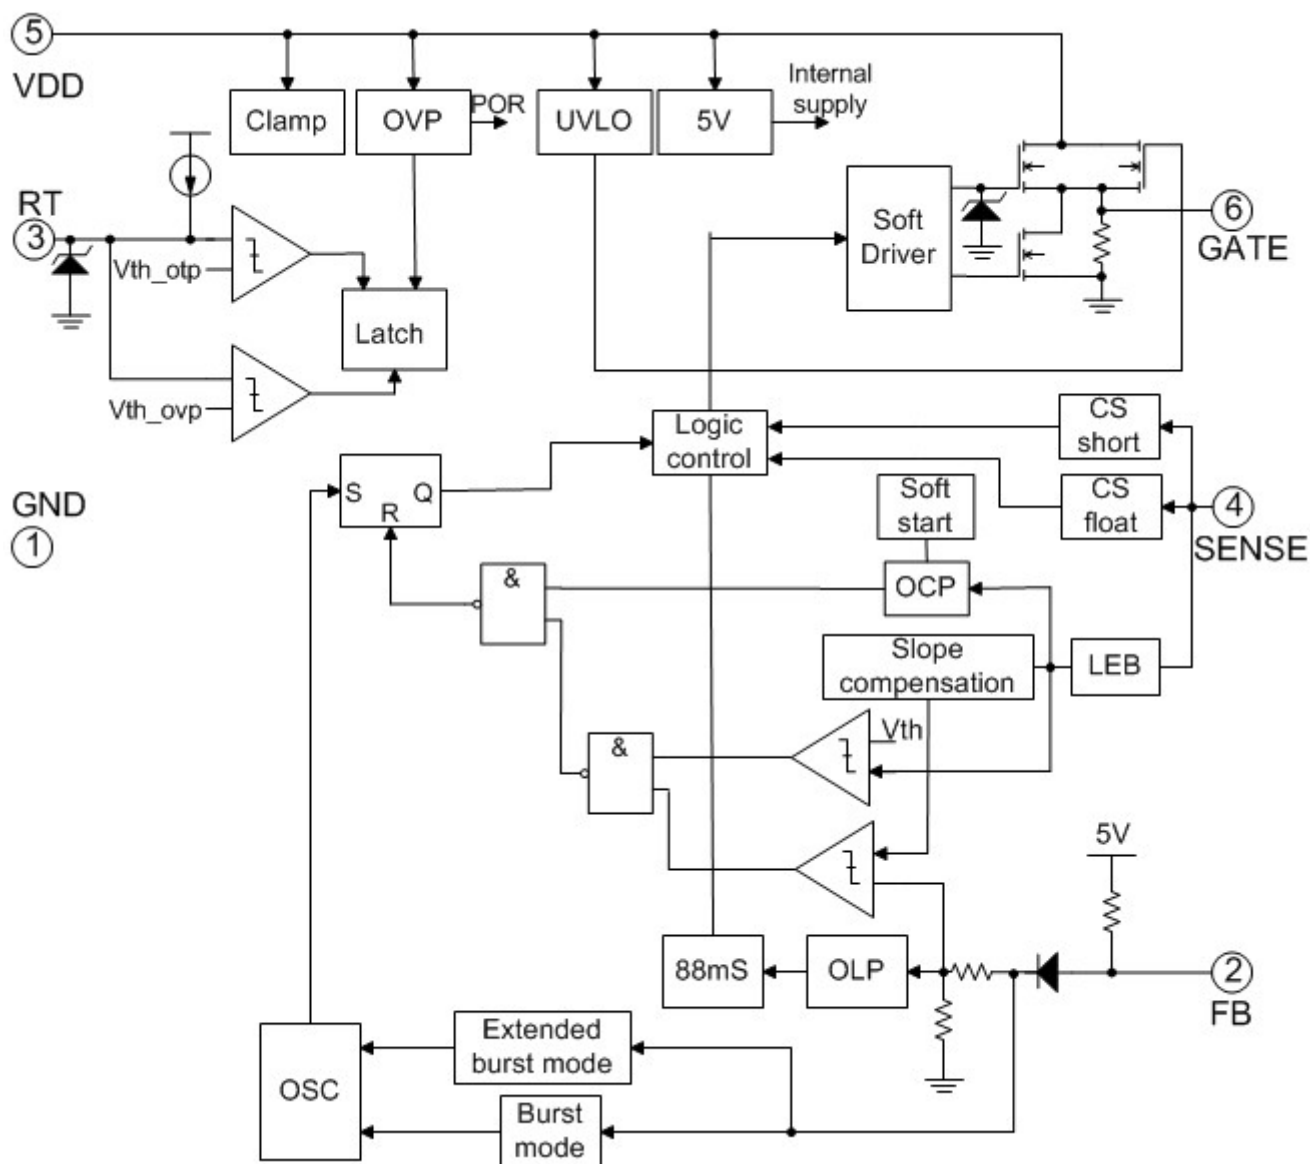 5
VDD
Clamp
OVP
POR
UVLO
5V
Internal
supply
RT
3
Vth_otp
Soft
Driver
6
GATE
Latch
Vth_ovp
Logic
control
CS
short
S
Q
R
Soft
start
CS
float
4
SENSE
GND
1
&
OCP
Slope
compensation
LEB
Vth
&
5V
88mS
OLP
2
FB
Extended
burst mode
OSC
Burst
mode